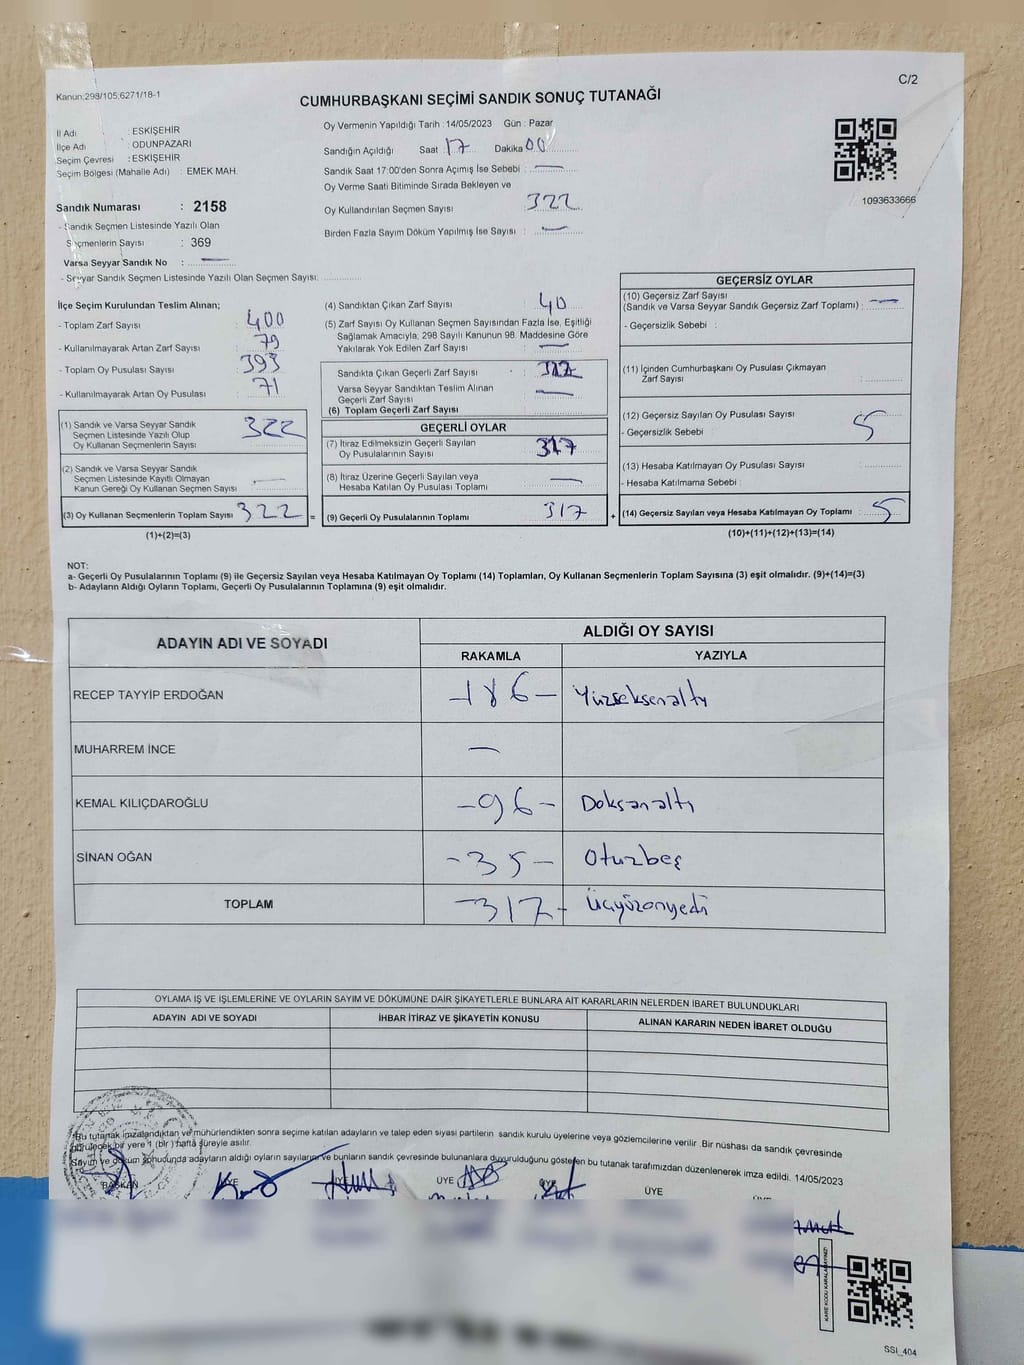 C/2
Kanun:298/105;6271/18-1
CUMHURBAŞKANI SEÇİMİ SANDIK SONUÇ TUTANAĞI
İl Adı : ESKİŞEHİR
İlçe Adı : ODUNPAZARI
Seçim Çevresi : ESKİŞEHİR
Seçim Bölgesi (Mahalle Adı) : EMEK MAH.
Sandık Numarası : 2158
- Sandık Seçmen Listesinde Yazılı Olan
Seçmenlerin Sayısı : 369
Varsa Seyyar Sandık No : —
- Seyyar Sandık Seçmen Listesinde Yazılı Olan Seçmen Sayısı:
Oy Vermenin Yapıldığı Tarih : 14/05/2023 Gün : Pazar
Sandığın Açıldığı Saat 17 Dakika 00
Sandık Saat 17:00'den Sonra Açımış İse Sebebi : —
Oy Verme Saati Bitiminde Sırada Bekleyen ve
Oy Kullandırılan Seçmen Sayısı : 322
Birden Fazla Sayım Döküm Yapılmış İse Sayısı : —
1093633666
İlçe Seçim Kurulundan Teslim Alınan;
- Toplam Zarf Sayısı : 400
- Kullanılmayarak Artan Zarf Sayısı : 79
- Toplam Oy Pusulası Sayısı : 393
- Kullanılmayarak Artan Oy Pusulası : 71
(1) Sandık ve Varsa Seyyar Sandık
Seçmen Listesinde Yazılı Olup
Oy Kullanan Seçmenlerin Sayısı : 322
(2) Sandık ve Varsa Seyyar Sandık
Seçmen Listesinde Kayıtlı Olmayan
Kanun Gereği Oy Kullanan Seçmen Sayısı : —
(3) Oy Kullanan Seçmenlerin Toplam Sayısı : 322 =
(1)+(2)=(3)
(4) Sandıktan Çıkan Zarf Sayısı : 40
(5) Zarf Sayısı Oy Kullanan Seçmen Sayısından Fazla İse, Eşitliği
Sağlamak Amacıyla, 298 Sayılı Kanunun 98. Maddesine Göre
Yakılarak Yok Edilen Zarf Sayısı : —
Sandıkta Çıkan Geçerli Zarf Sayısı :
Varsa Seyyar Sandıktan Teslim Alınan
Geçerli Zarf Sayısı : —
(6) Toplam Geçerli Zarf Sayısı
GEÇERLİ OYLAR
(7) İtiraz Edilmeksizin Geçerli Sayılan
Oy Pusulalarının Sayısı : 317
(8) İtiraz Üzerine Geçerli Sayılan veya
Hesaba Katılan Oy Pusulası Toplamı : —
(9) Geçerli Oy Pusulalarının Toplamı : 317 +
GEÇERSİZ OYLAR
(10) Geçersiz Zarf Sayısı
(Sandık ve Varsa Seyyar Sandık Geçersiz Zarf Toplamı) : —
- Geçersizlik Sebebi :
(11) İçinden Cumhurbaşkanı Oy Pusulası Çıkmayan
Zarf Sayısı :
(12) Geçersiz Sayılan Oy Pusulası Sayısı : 5
- Geçersizlik Sebebi :
(13) Hesaba Katılmayan Oy Pusulası Sayısı :
- Hesaba Katılmama Sebebi :
(14) Geçersiz Sayılan veya Hesaba Katılmayan Oy Toplamı : 5
(10)+(11)+(12)+(13)=(14)
NOT:
a- Geçerli Oy Pusulalarının Toplamı (9) ile Geçersiz Sayılan veya Hesaba Katılmayan Oy Toplamı (14) Toplamları, Oy Kullanan Seçmenlerin Toplam Sayısına (3) eşit olmalıdır. (9)+(14)=(3)
b- Adayların Aldığı Oyların Toplamı, Geçerli Oy Pusulalarının Toplamına (9) eşit olmalıdır.
ADAYIN ADI VE SOYADI
ALDIĞI OY SAYISI
RAKAMLA YAZIYLA
RECEP TAYYİP ERDOĞAN -186- Yüzseksenaltı
MUHARREM İNCE —
KEMAL KILIÇDAROĞLU -96- Doksanaltı
SİNAN OĞAN -35- Otuzbeş
TOPLAM -317- Üçyüzonyedi
OYLAMA İŞ VE İŞLEMLERİNE VE OYLARIN SAYIM VE DÖKÜMÜNE DAİR ŞİKAYETLERLE BUNLARA AİT KARARLARIN NELERDEN İBARET BULUNDUKLARI
ADAYIN ADI VE SOYADI İHBAR İTİRAZ VE ŞİKAYETİN KONUSU ALINAN KARARIN NEDEN İBARET OLDUĞU
*Bu tutanak imzalandıktan ve mühürlendikten sonra seçime katılan adayların ve talep eden siyasi partilerin sandık kurulu üyelerine veya gözlemcilerine verilir. Bir nüshası da sandık çevresinde
görülecek bir yere 1 (bir) hafta süreyle asılır.
Sayım ve döküm sonucunda adayların aldığı oyların sayılarını ve bunların sandık çevresinde bulunanlara duyurulduğunu gösteren bu tutanak tarafımızdan düzenlenerek imza edildi. 14/05/2023
BAŞKAN ÜYE ÜYE ÜYE ÜYE ÜYE
SSI_404